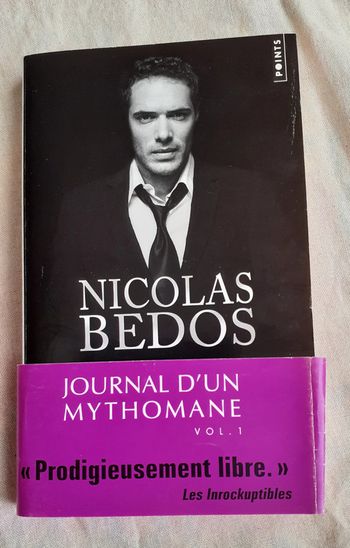 POINTS
NICOLAS
BEDOS
JOURNAL D'UN
MYTHOMANE
VOL. 1
« Prodigieusement libre. »
Les Inrockuptibles